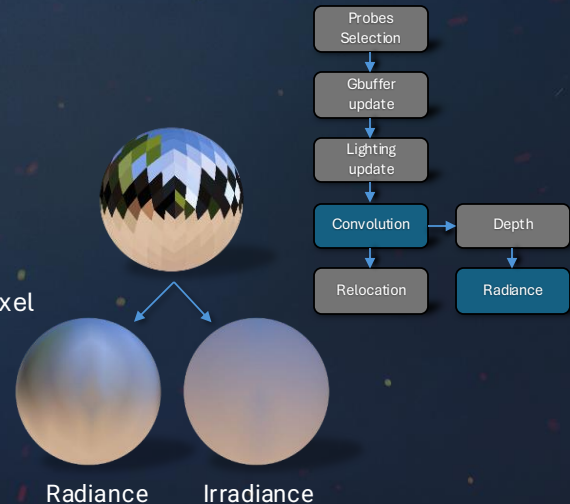 Probes
Selection
Gbuffer
update
Lighting
update
Convolution
Depth
Relocation
Radiance
xel
Radiance
Irradiance